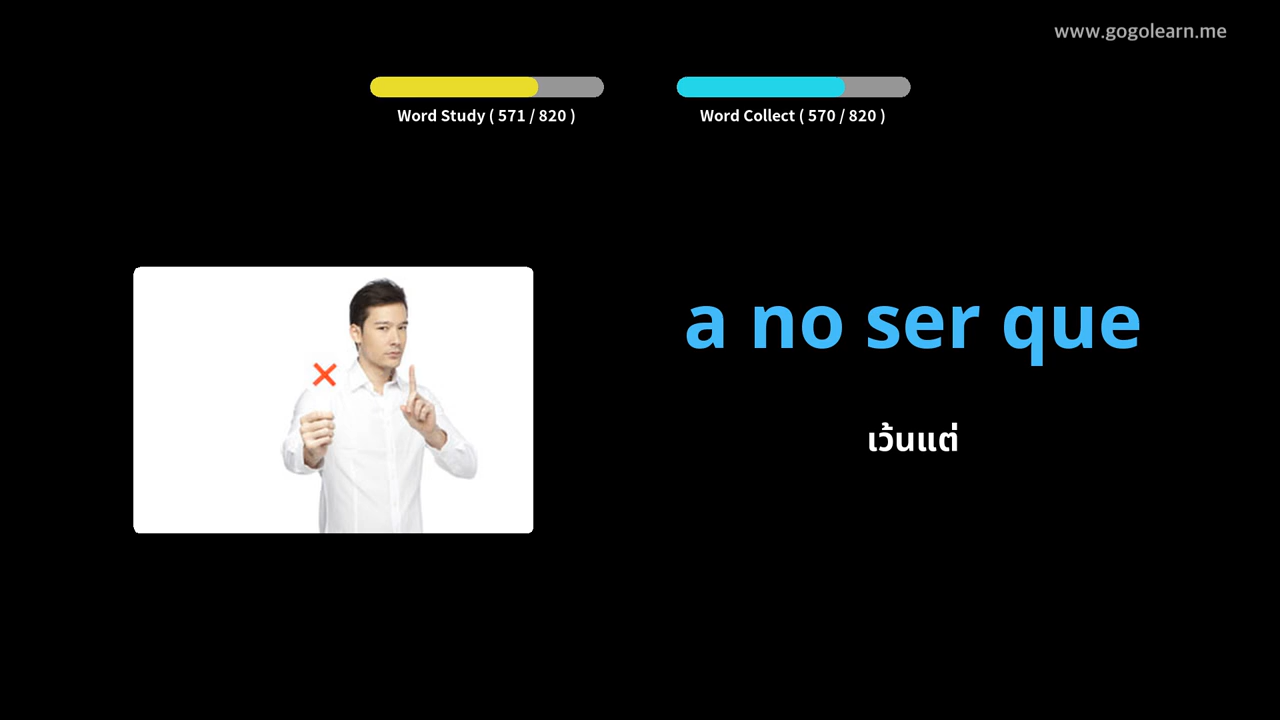 www.gogolearn.me
Word Study ( 571 / 820 )
Word Collect ( 570 / 820 )
a no ser que
เว้นแต่